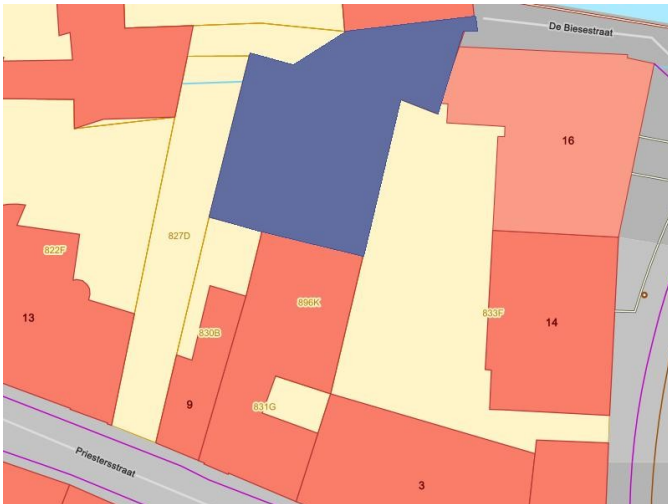 De Biesestraat
16
827D
822F
896K
833F
13
14
830B
9
831G
Priestersstraat
3